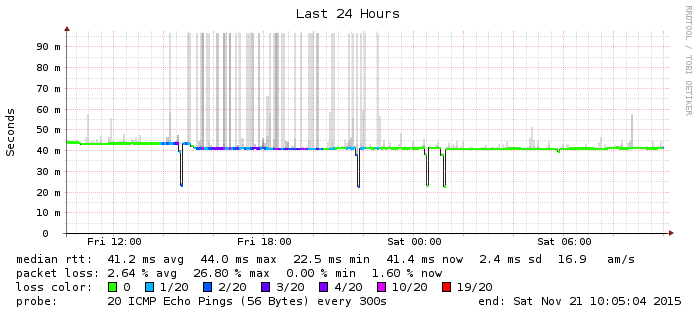 Last 24 Hours
RRDTOOL / TOBI OETIKER
Seconds
90 m
80 m
70 m
60 m
50 m
40 m
30 m
20 m
10 m
0
Fri 12:00 Fri 18:00 Sat 00:00 Sat 06:00
median rtt: 41.2 ms avg 44.0 ms max 22.5 ms min 41.4 ms now 2.4 ms sd 16.9 am/s
packet loss: 2.64 % avg 26.80 % max 0.00 % min 1.60 % now
loss color: 0 1/20 2/20 3/20 4/20 10/20 19/20
probe: 20 ICMP Echo Pings (56 Bytes) every 300s end: Sat Nov 21 10:05:04 2015